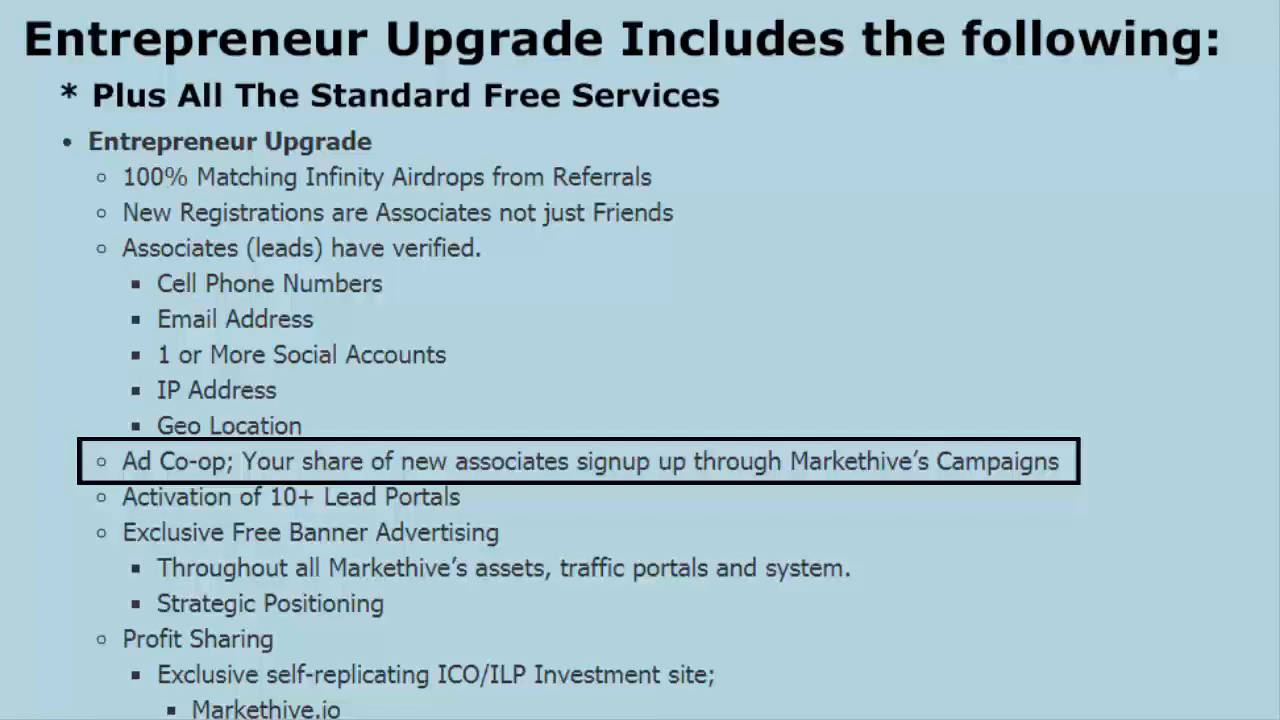 Entrepreneur Upgrade Includes the following:
* Plus All The Standard Free Services
• Entrepreneur Upgrade
◦ 100% Matching Infinity Airdrops from Referrals
◦ New Registrations are Associates not just Friends
◦ Associates (leads) have verified.
▪ Cell Phone Numbers
▪ Email Address
▪ 1 or More Social Accounts
▪ IP Address
▪ Geo Location
◦ Ad Co-op; Your share of new associates signup up through Markethive’s Campaigns
◦ Activation of 10+ Lead Portals
◦ Exclusive Free Banner Advertising
▪ Throughout all Markethive’s assets, traffic portals and system.
▪ Strategic Positioning
◦ Profit Sharing
▪ Exclusive self-replicating ICO/ILP Investment site;
▪ Markethive.io